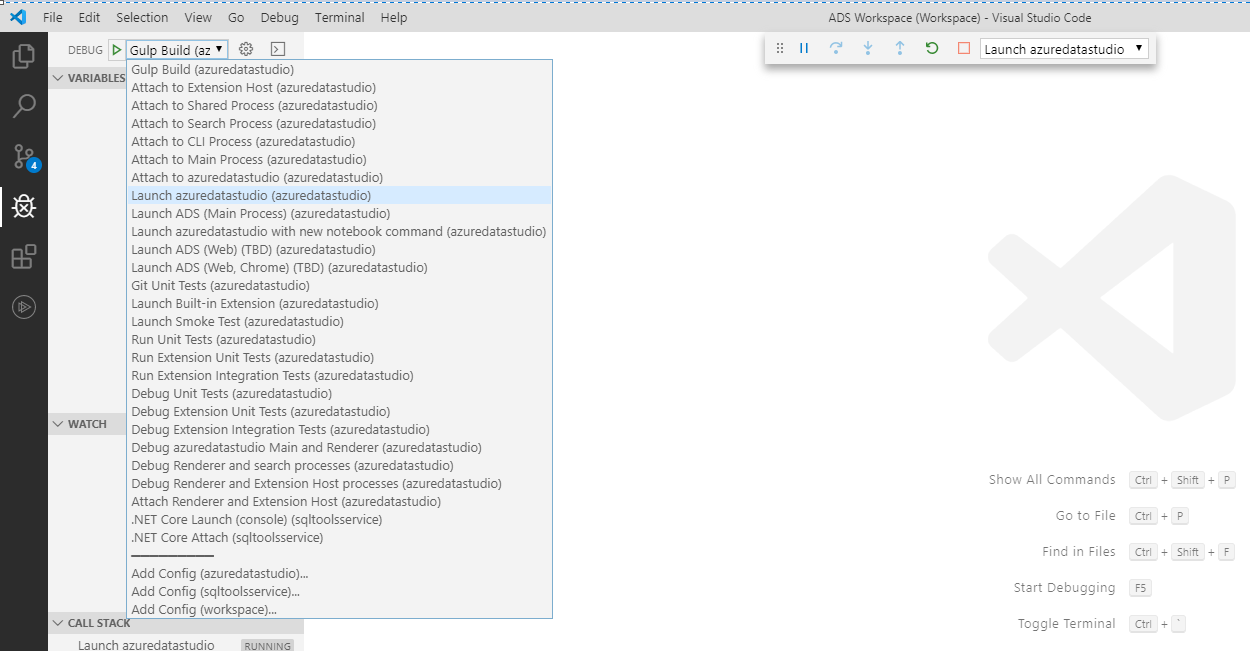 File Edit Selection View Go Debug Terminal Help ADS Workspace (Workspace) - Visual Studio Code
DEBUG Gulp Build (az
Launch azuredatastudio
VARIABLES
Gulp Build (azuredatastudio)
Attach to Extension Host (azuredatastudio)
Attach to Shared Process (azuredatastudio)
Attach to Search Process (azuredatastudio)
Attach to CLI Process (azuredatastudio)
Attach to Main Process (azuredatastudio)
Attach to azuredatastudio (azuredatastudio)
Launch azuredatastudio (azuredatastudio)
Launch ADS (Main Process) (azuredatastudio)
Launch azuredatastudio with new notebook command (azuredatastudio)
Launch ADS (Web) (TBD) (azuredatastudio)
Launch ADS (Web, Chrome) (TBD) (azuredatastudio)
Git Unit Tests (azuredatastudio)
Launch Built-in Extension (azuredatastudio)
Launch Smoke Test (azuredatastudio)
Run Unit Tests (azuredatastudio)
Run Extension Unit Tests (azuredatastudio)
Run Extension Integration Tests (azuredatastudio)
Debug Unit Tests (azuredatastudio)
Debug Extension Unit Tests (azuredatastudio)
Debug Extension Integration Tests (azuredatastudio)
Debug azuredatastudio Main and Renderer (azuredatastudio)
Debug Renderer and search processes (azuredatastudio)
Debug Renderer and Extension Host processes (azuredatastudio)
Attach Renderer and Extension Host (azuredatastudio)
.NET Core Launch (console) (sqltoolsservice)
.NET Core Attach (sqltoolsservice)
Add Config (azuredatastudio)...
Add Config (sqltoolsservice)...
Add Config (workspace)...
4
WATCH
CALL STACK
Launch azuredatastudio RUNNING
Show All Commands Ctrl + Shift + P
Go to File Ctrl + P
Find in Files Ctrl + Shift + F
Start Debugging F5
Toggle Terminal Ctrl + `